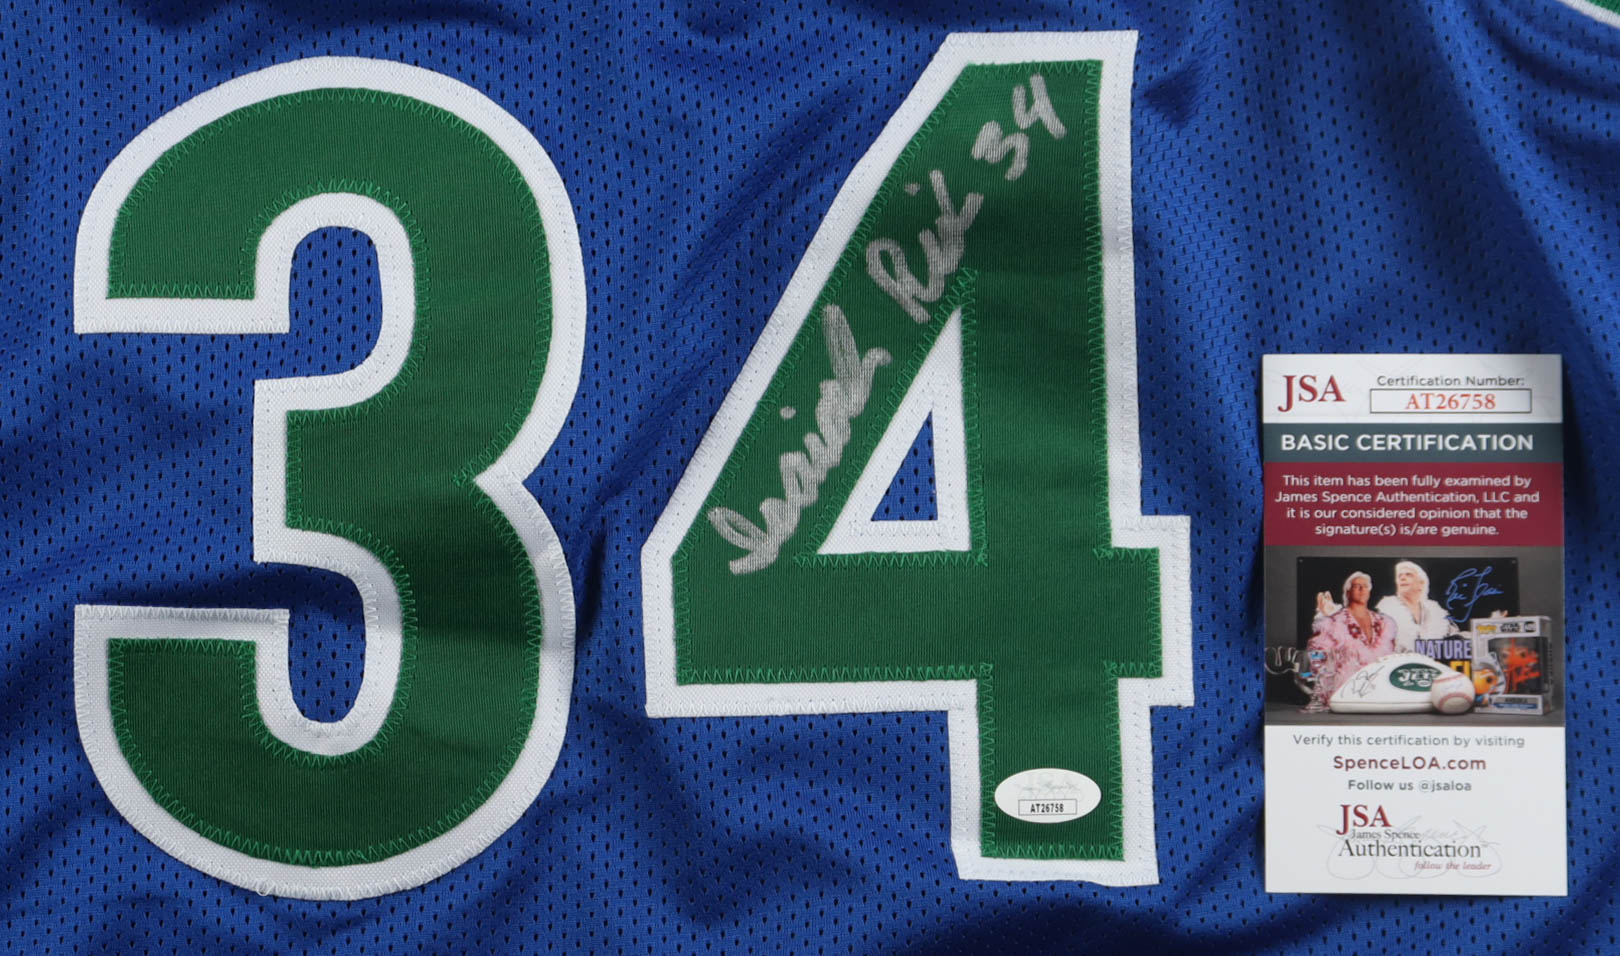 34
Isaiah Rider 34
AT26758
JSA
Certification Number:
AT26758
BASIC CERTIFICATION
This item has been fully examined by
James Spence Authentication, LLC and
it is our considered opinion that the
signature(s) is/are genuine.
NATURE
JETS
Verify this certification by visiting
SpenceLOA.com
Follow us @jsaloa
JSA
James Spence
Authentication
follow the leader